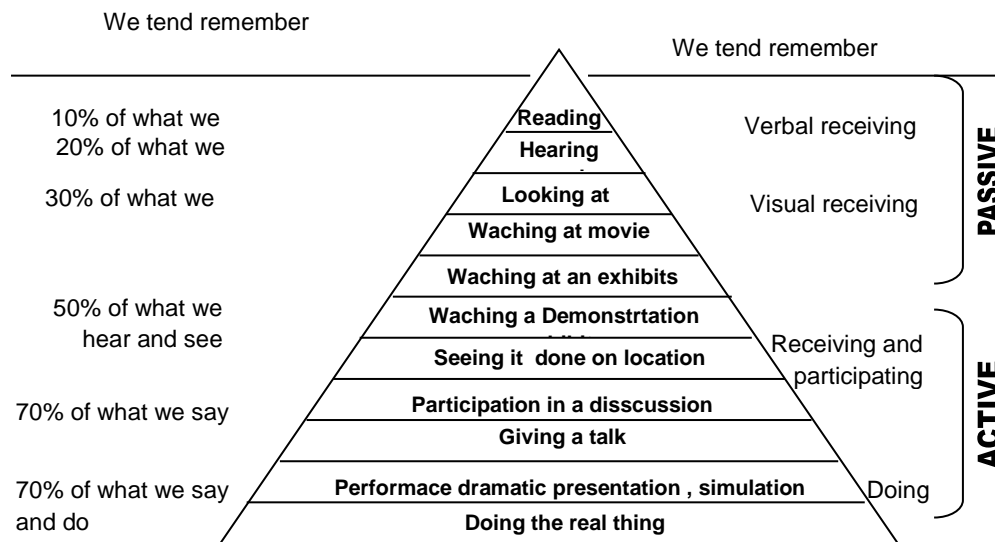 We tend remember
We tend remember
10% of what we
20% of what we
30% of what we
50% of what we
hear and see
70% of what we say
70% of what we say
and do
Reading
Hearing
Looking at
Waching at movie
Waching at an exhibits
Waching a Demonstrtation
Seeing it done on location
Participation in a disscussion
Giving a talk
Performace dramatic presentation , simulation
Doing the real thing
Verbal receiving
Visual receiving
Receiving and
participating
Doing
PASSIVE
ACTIVE